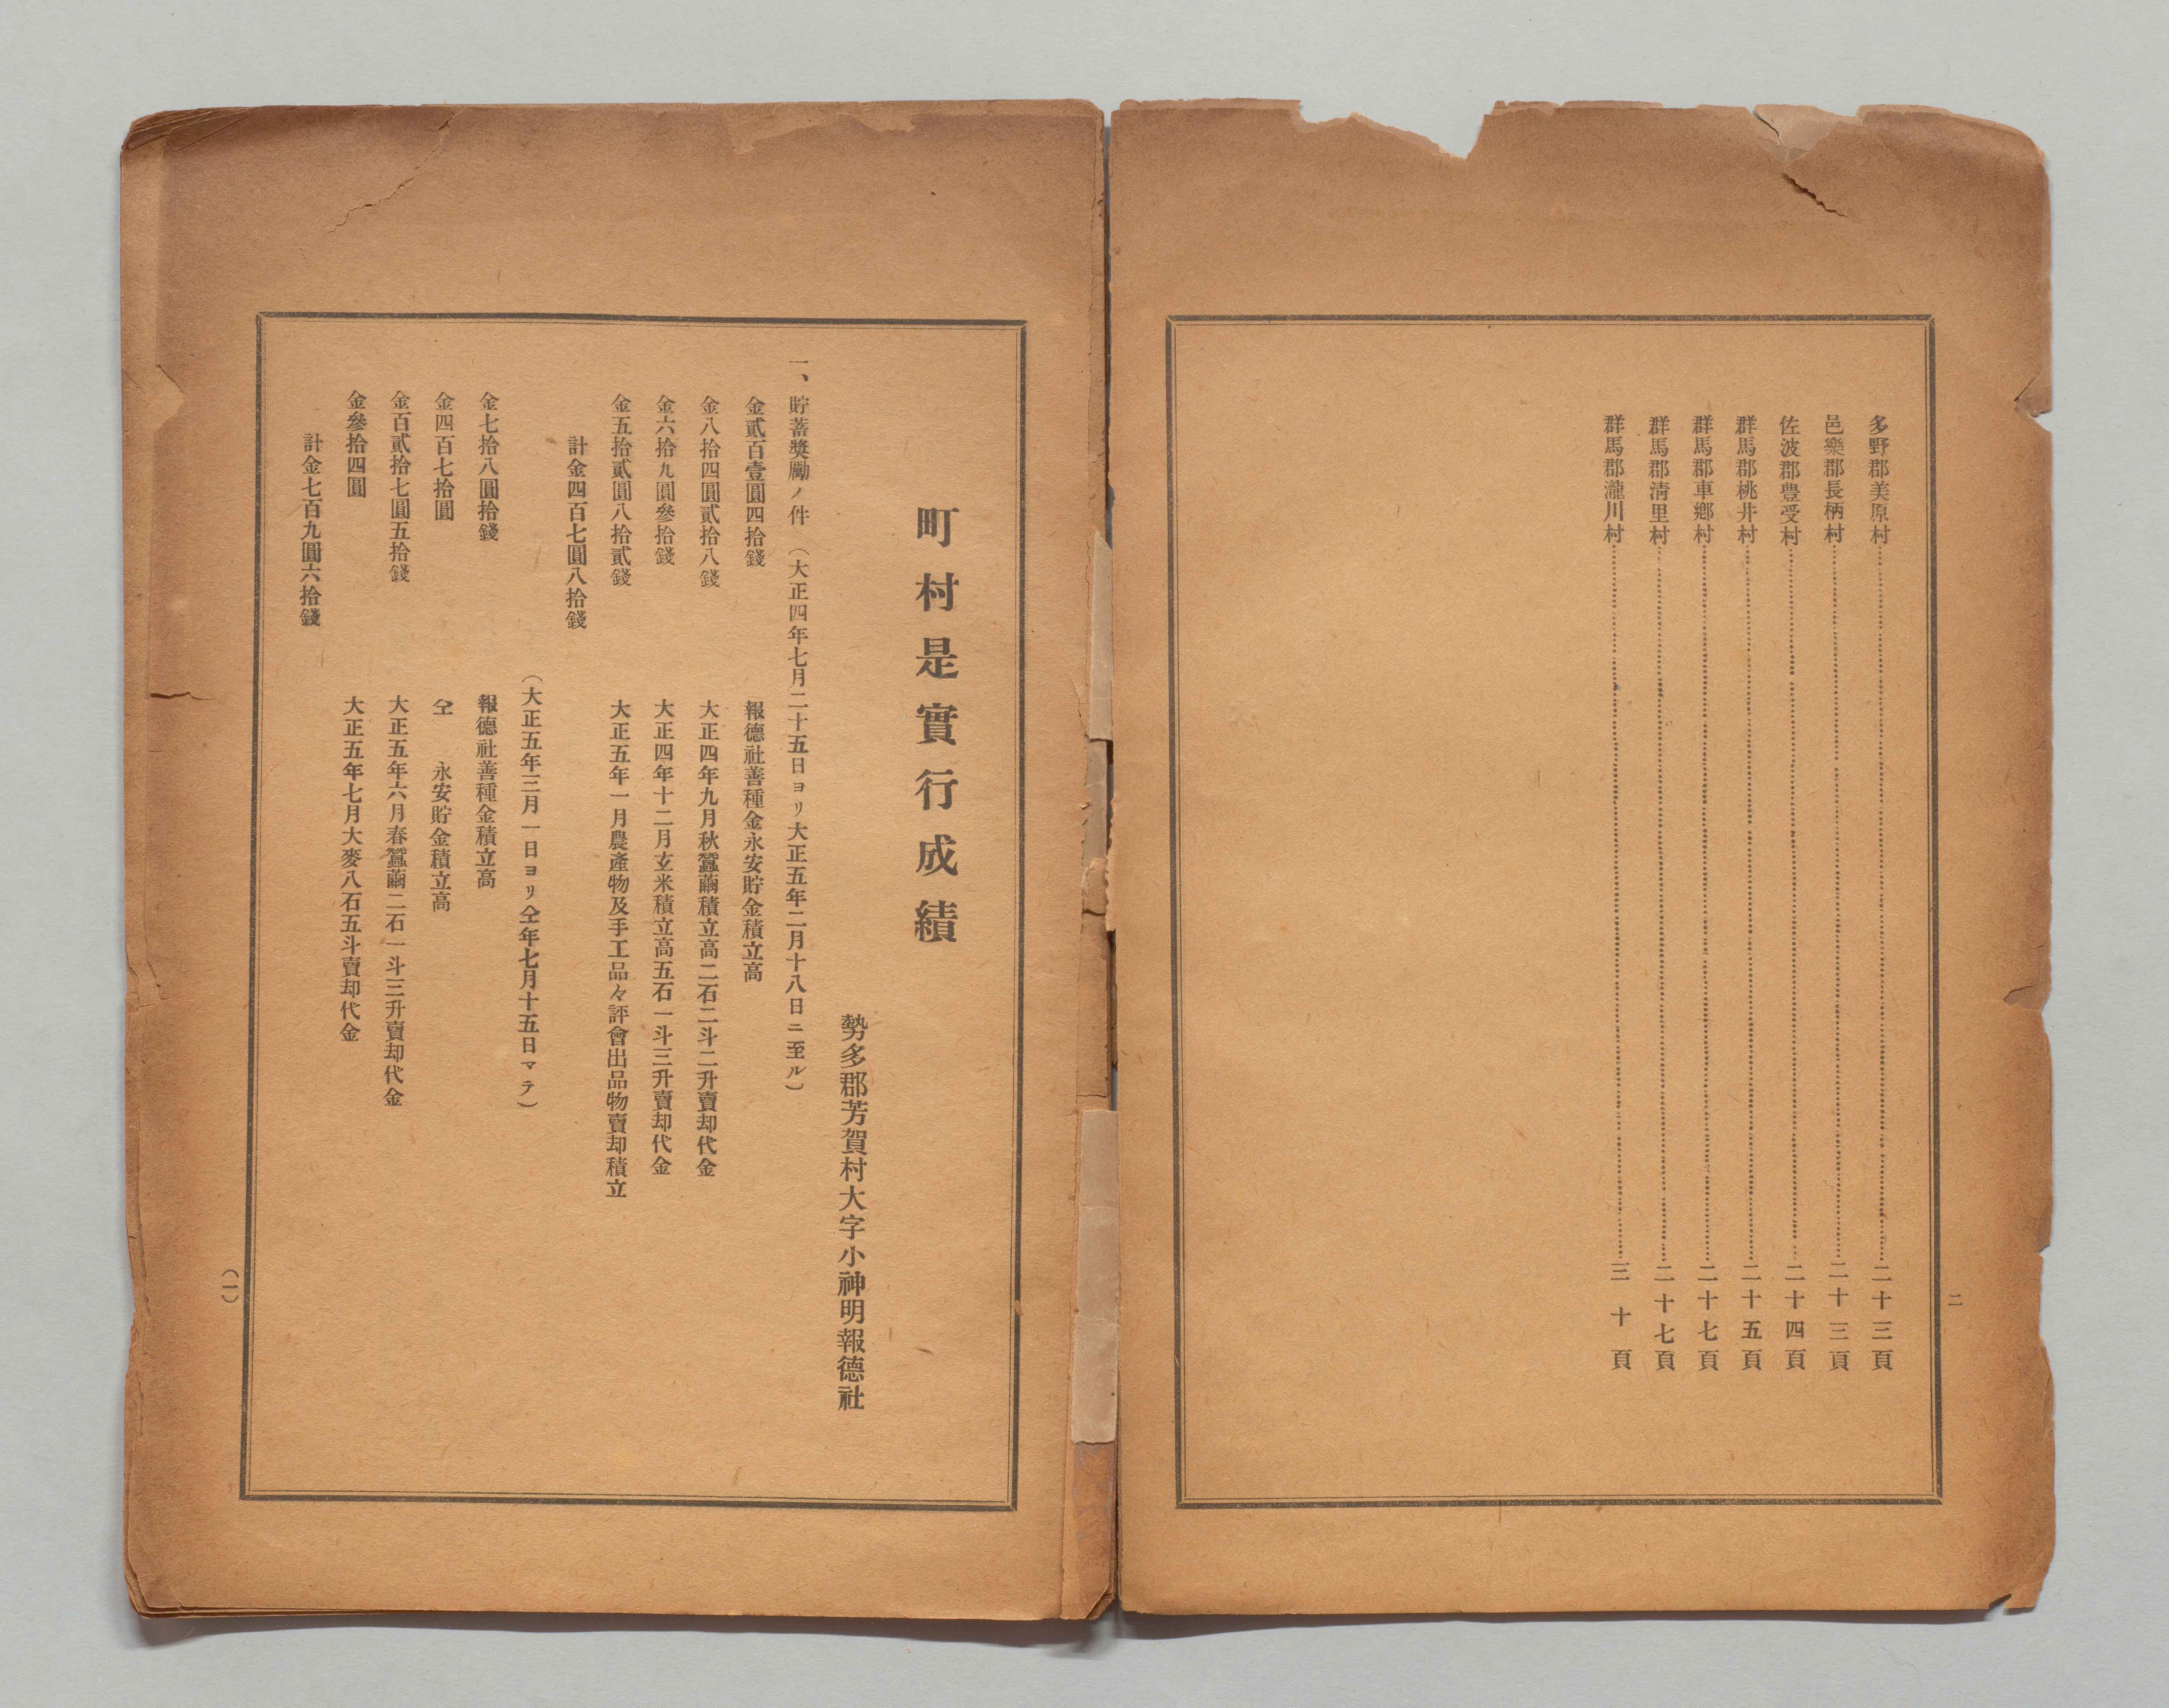 二
多野郡美原村……二十三頁
邑樂郡長柄村……二十三頁
佐波郡豊受村……二十四頁
群馬郡桃井村……二十五頁
群馬郡車鄉村……二十七頁
群馬郡淸里村……二十七頁
群馬郡瀧川村……三十頁
町村是實行成績
勢多郡芳賀村大字小神明報德社
一、貯蓄奬勵ノ件 (大正四年七月二十五日ヨリ大正五年二月十八日ニ至ル)
金貳百壹圓四拾錢 報德社善種金永安貯金積立高
金八拾四圓貳拾八錢 大正四年九月秋蠶繭積立高二石二斗二升賣却代金
金六拾九圓參拾錢 大正四年十二月玄米積立高五石一斗三升賣却代金
金五拾貳圓八拾貳錢 大正五年一月農產物及手工品々評會出品物賣却積立
計金四百七圓八拾錢
(大正五年三月一日ヨリ仝年七月十五日マテ)
金七拾八圓拾錢 報德社善種金積立高
金四百七拾圓 仝 永安貯金積立高
金百貳拾七圓五拾錢 大正五年六月春蠶繭二石一斗三升賣却代金
金參拾四圓 大正五年七月大麥八石五斗賣却代金
計金七百九圓六拾錢
(一)